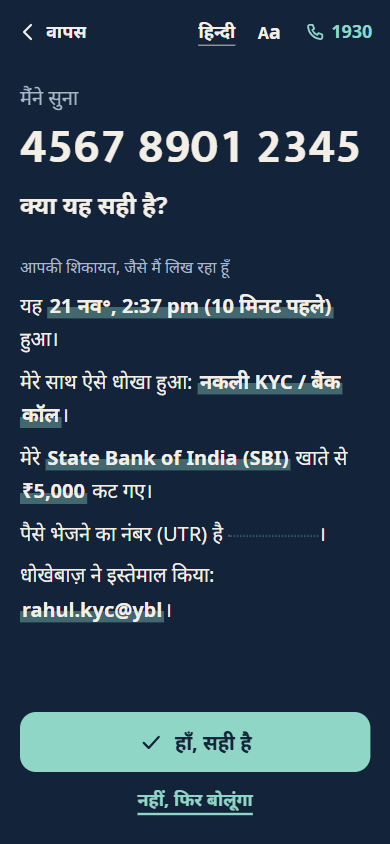 वापस
हिन्दी
Aa
1930
मैंने सुना
4567 8901 2345
क्या यह सही है?
आपकी शिकायत, जैसे मैं लिख रहा हूँ
यह 21 नव॰, 2:37 pm (10 मिनट पहले)
हुआ।
मेरे साथ ऐसे धोखा हुआ: नकली KYC / बैंक
कॉल।
मेरे State Bank of India (SBI) खाते से
₹5,000 कट गए।
पैसे भेजने का नंबर (UTR) है ।
धोखेबाज़ ने इस्तेमाल किया:
rahul.kyc@ybl।
हाँ, सही है
नहीं, फिर बोलूंगा